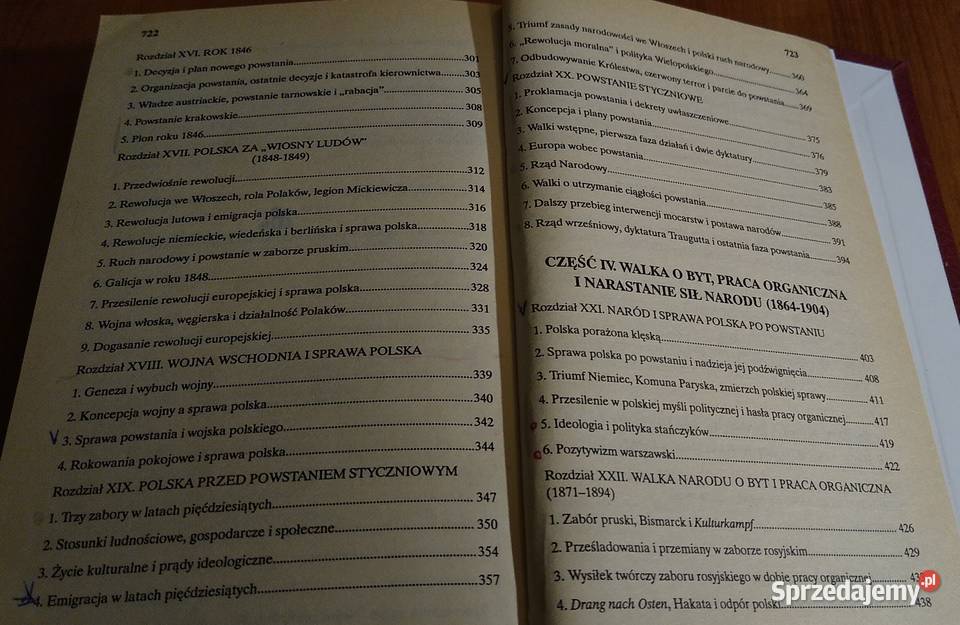 722
Rozdział XVI. ROK 1846
1. Decyzja i plan nowego powstania 301
2. Organizacja powstania, ostatnie decyzje i katastrofa kierownictwa 303
3. Władze austriackie, powstanie tarnowskie i „rabacja” 305
4. Powstanie krakowskie 308
5. Plon roku 1846 309
Rozdział XVII. POLSKA ZA „WIOSNY LUDÓW”
(1848-1849)
1. Przedwiośnie rewolucji 312
2. Rewolucja we Włoszech, rola Polaków, legion Mickiewicza 314
3. Rewolucja lutowa i emigracja polska 316
4. Rewolucje niemieckie, wiedeńska i berlińska i sprawa polska 318
5. Ruch narodowy i powstanie w zaborze pruskim 320
6. Galicja w roku 1848 324
7. Przesilenie rewolucji europejskiej i sprawa polska 328
8. Wojna włoska, węgierska i działalność Polaków 331
9. Dogasanie rewolucji europejskiej 335
Rozdział XVIII. WOJNA WSCHODNIA I SPRAWA POLSKA
1. Geneza i wybuch wojny 339
2. Koncepcja wojny a sprawa polska 340
3. Sprawa powstania i wojska polskiego 342
4. Rokowania pokojowe i sprawa polska 344
Rozdział XIX. POLSKA PRZED POWSTANIEM STYCZNIOWYM
1. Trzy zabory w latach pięćdziesiątych 347
2. Stosunki ludnościowe, gospodarcze i społeczne 350
3. Życie kulturalne i prądy ideologiczne 354
4. Emigracja w latach pięćdziesiątych 357
723
5. Triumf zasady narodowości we Włoszech i polski ruch narodowy 360
6. „Rewolucja moralna” i polityka Wielopolskiego 364
7. Odbudowywanie Królestwa, czerwony terror i parcie do powstania 369
Rozdział XX. POWSTANIE STYCZNIOWE
1. Proklamacja powstania i dekrety uwłaszczeniowe 375
2. Koncepcja i plany powstania 376
3. Walki wstępne, pierwsza faza działań i dwie dyktatury 379
4. Europa wobec powstania 383
5. Rząd Narodowy 385
6. Walki o utrzymanie ciągłości powstania 388
7. Dalszy przebieg interwencji mocarstw i postawa narodów 391
8. Rząd wrześniowy, dyktatura Traugutta i ostatnia faza powstania 394
CZĘŚĆ IV. WALKA O BYT, PRACA ORGANICZNA
I NARASTANIE SIŁ NARODU (1864-1904)
Rozdział XXI. NARÓD I SPRAWA POLSKA PO POWSTANIU
1. Polska porażona klęską 403
2. Sprawa polska po powstaniu i nadzieja jej podźwignięcia 408
3. Triumf Niemiec, Komuna Paryska, zmierzch polskiej sprawy 411
4. Przesilenie w polskiej myśli politycznej i hasła pracy organicznej 417
5. Ideologia i polityka stańczyków 419
6. Pozytywizm warszawski 422
Rozdział XXII. WALKA NARODU O BYT I PRACA ORGANICZNA
(1871–1894)
1. Zabór pruski, Bismarck i Kulturkampf 426
2. Prześladowania i przemiany w zaborze rosyjskim 429
3. Wysiłek twórczy zaboru rosyjskiego w dobie pracy organicznej
4. Drang nach Osten, Hakata i odpór polski 438
Sprzedajemy.pl